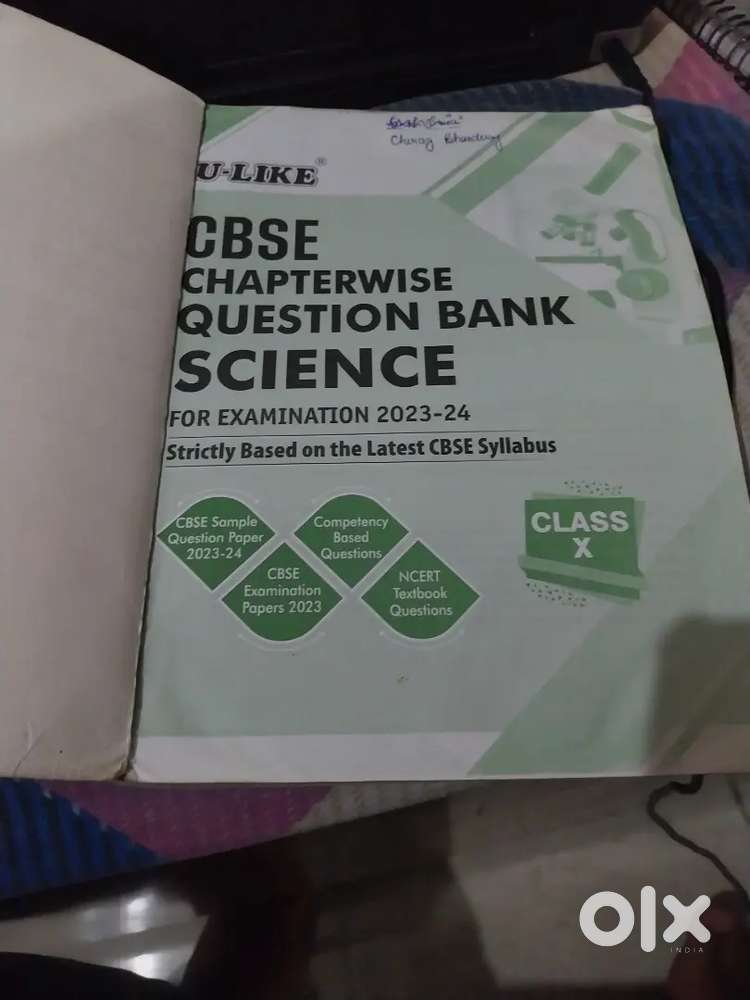 Chirag
U-LIKE®
CBSE
CHAPTERWISE
QUESTION BANK
SCIENCE
FOR EXAMINATION 2023-24
Strictly Based on the Latest CBSE Syllabus
CBSE Sample
Question Paper
2023-24
CBSE
Examination
Papers 2023
Competency
Based
Questions
NCERT
Textbook
Questions
CLASS
X
olx
INDIA